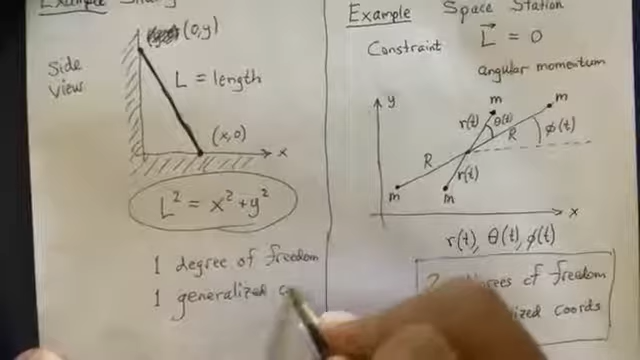 Example
(0,y)
Side
View
L = length
(x,0)
x
L² = x² + y²
1 degree of freedom
1 generalized
Example Space Station
Constraint
L⃗ = 0
angular momentum
y
m
m
r(t)
θ(t)
R
ϕ(t)
R
r(t)
m
m
x
r(t), θ(t), ϕ(t)
of freedom
coords